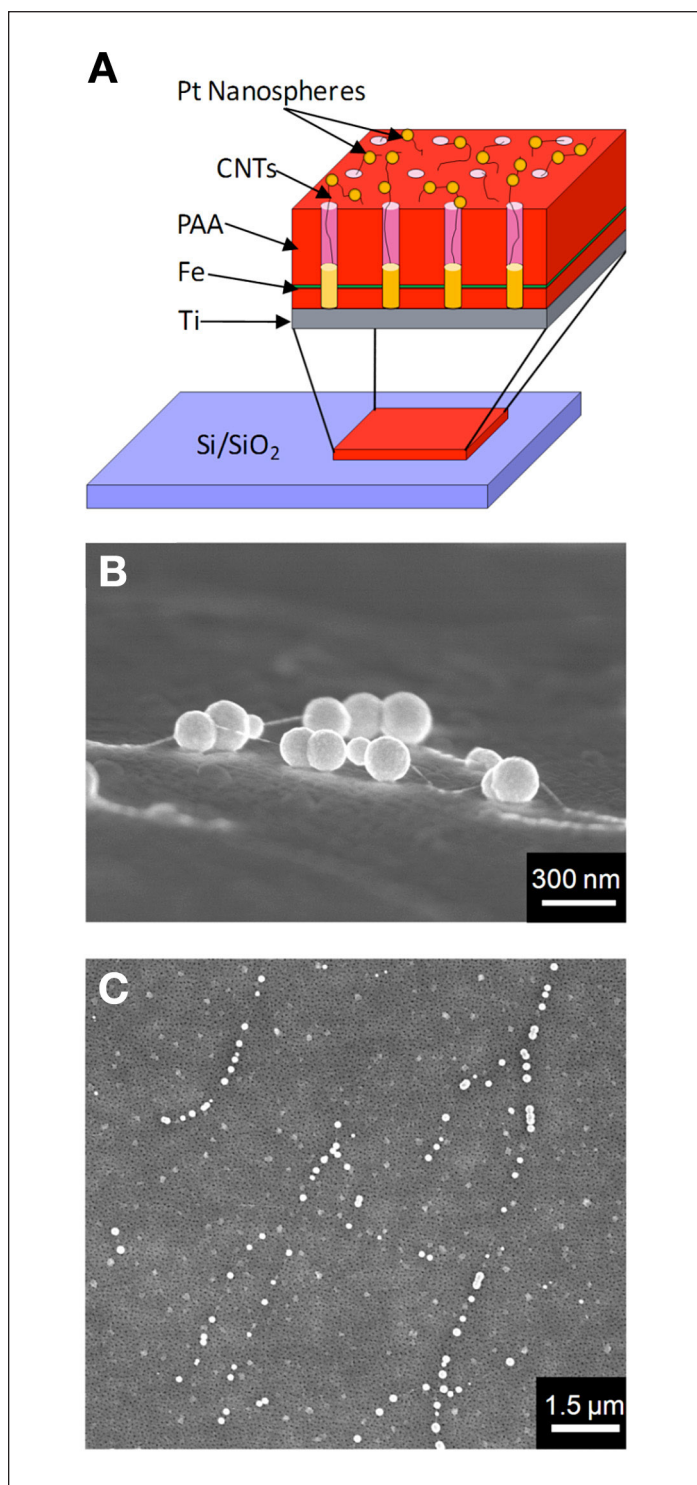 A
Pt Nanospheres
CNTs
PAA
Fe
Ti
Si/SiO₂
B
300 nm
C
1.5 µm